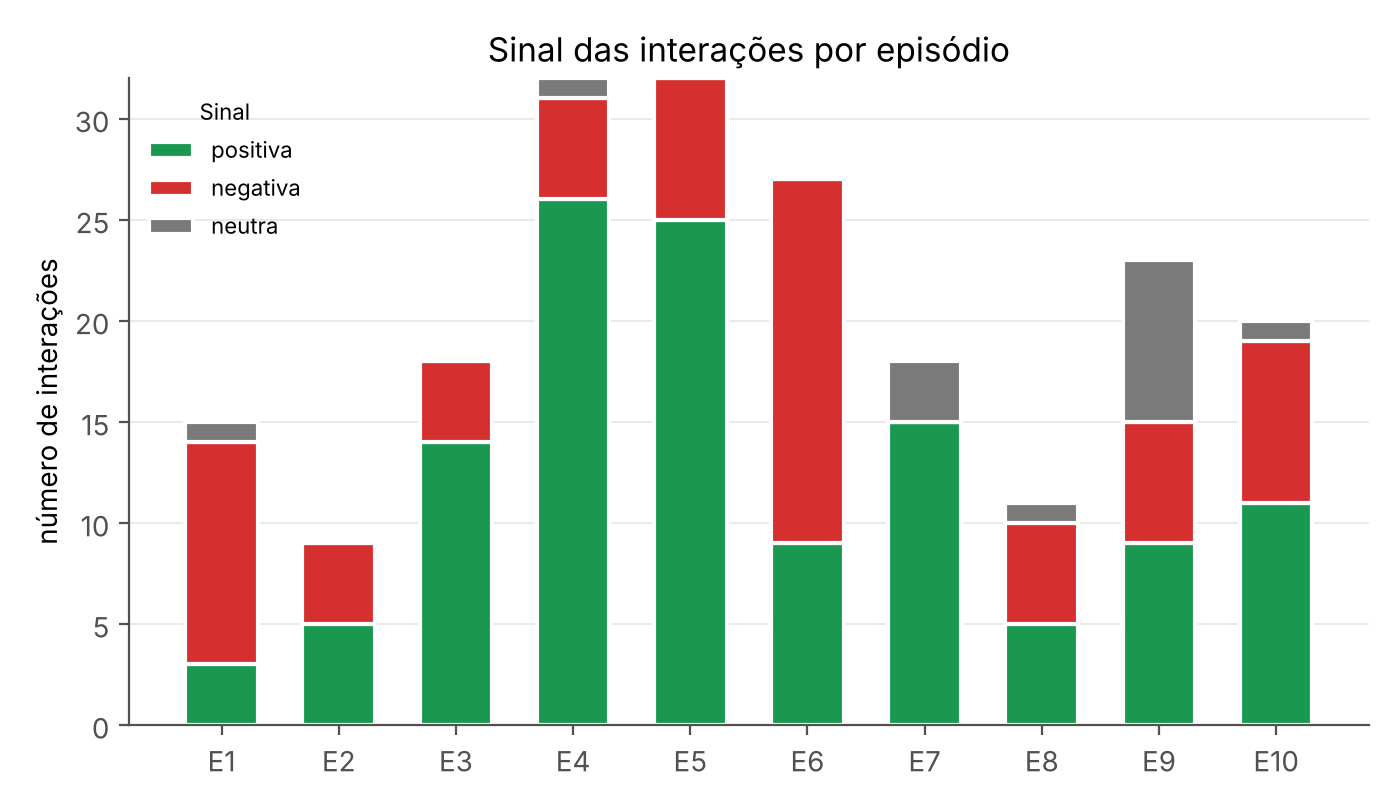 Sinal das interações por episódio
Sinal
positiva
negativa
neutra
número de interações
30
25
20
15
10
5
0
E1 E2 E3 E4 E5 E6 E7 E8 E9 E10